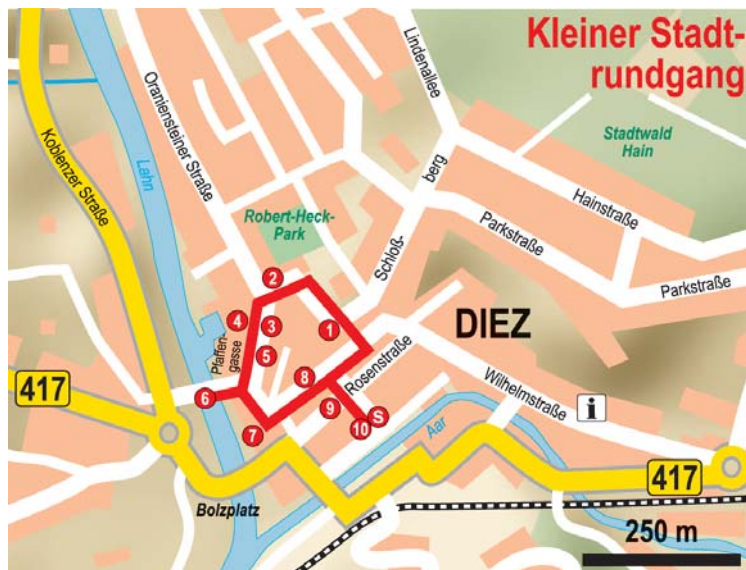 Kleiner Stadt-
rundgang
Lindenallee
Oraniensteiner Straße
Koblenzer Straße
Lahn
Stadtwald
Hain
berg
Hainstraße
Robert-Heck-
Park
Schloß-
Parkstraße
Parkstraße
2
4
3
1
DIEZ
Pfaffen-
gasse
5
8
Rosenstraße
Wilhelmstraße
417
6
9
S
10
i
7
Aar
417
Bolzplatz
250 m